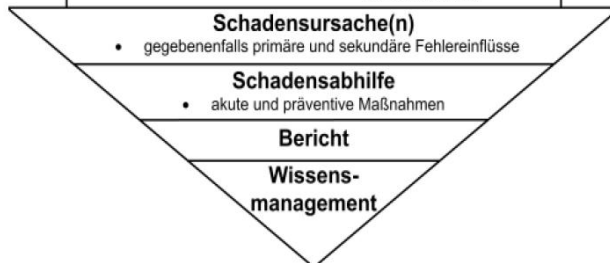 Schadensursache(n)
• gegebenenfalls primäre und sekundäre Fehlereinflüsse
Schadensabhilfe
• akute und präventive Maßnahmen
Bericht
Wissens-
management